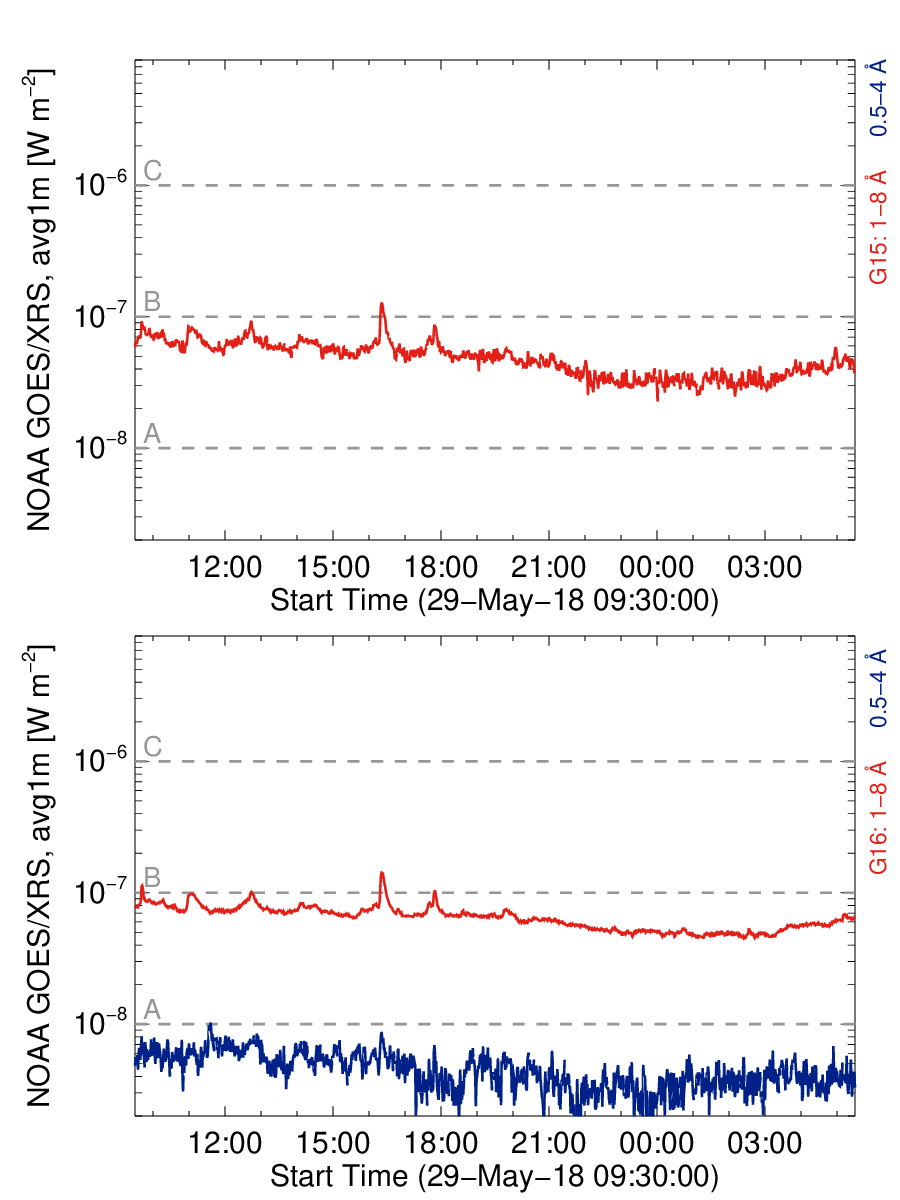 NOAA GOES/XRS, avg1m [W m⁻²]
10⁻⁶
10⁻⁷
10⁻⁸
C
B
A
G15: 1–8 Å 0.5–4 Å
12:00 15:00 18:00 21:00 00:00 03:00
Start Time (29–May–18 09:30:00)
NOAA GOES/XRS, avg1m [W m⁻²]
10⁻⁶
10⁻⁷
10⁻⁸
C
B
A
G16: 1–8 Å 0.5–4 Å
12:00 15:00 18:00 21:00 00:00 03:00
Start Time (29–May–18 09:30:00)